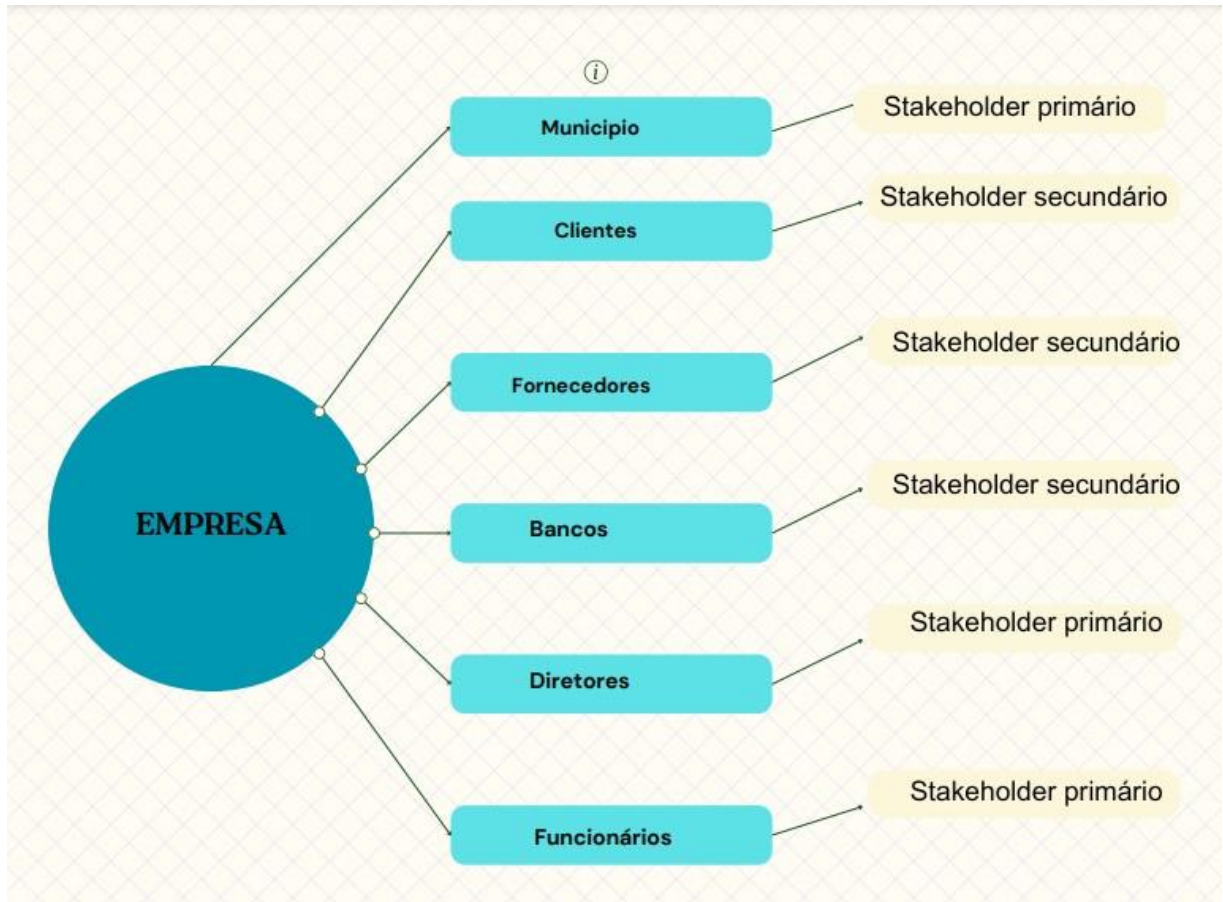 i
Municipio
Stakeholder primário
Clientes
Stakeholder secundário
Fornecedores
Stakeholder secundário
EMPRESA
Bancos
Stakeholder secundário
Diretores
Stakeholder primário
Funcionários
Stakeholder primário